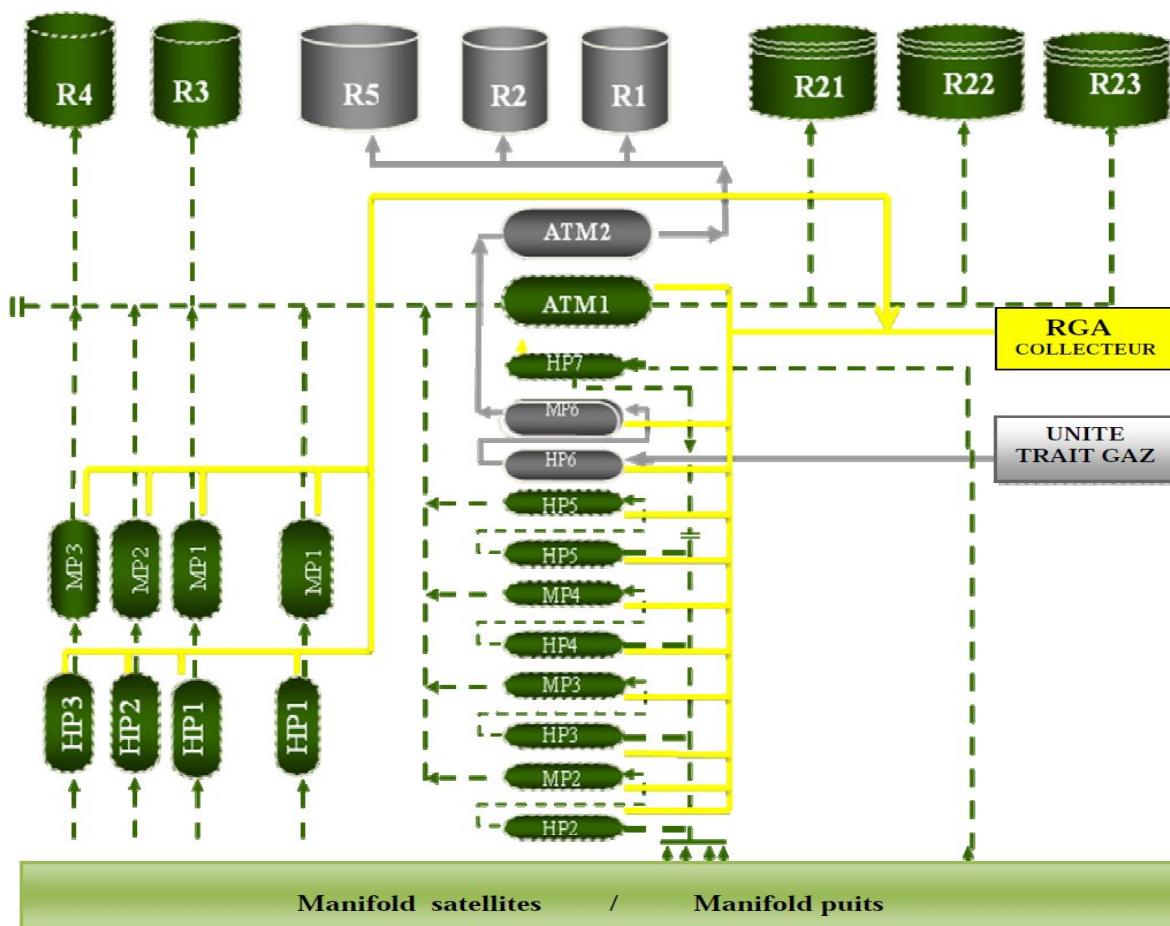 R4
R3
R5
R2
R1
R21
R22
R23
ATM2
ATM1
RGA
COLLECTEUR
HP7
MP6
UNITE
TRAIT GAZ
HP6
HP5
HP5
MP4
HP4
MP3
HP3
MP2
HP2
MP3
MP2
MP1
MP1
HP3
HP2
HP1
HP1
Manifold satellites / Manifold puits